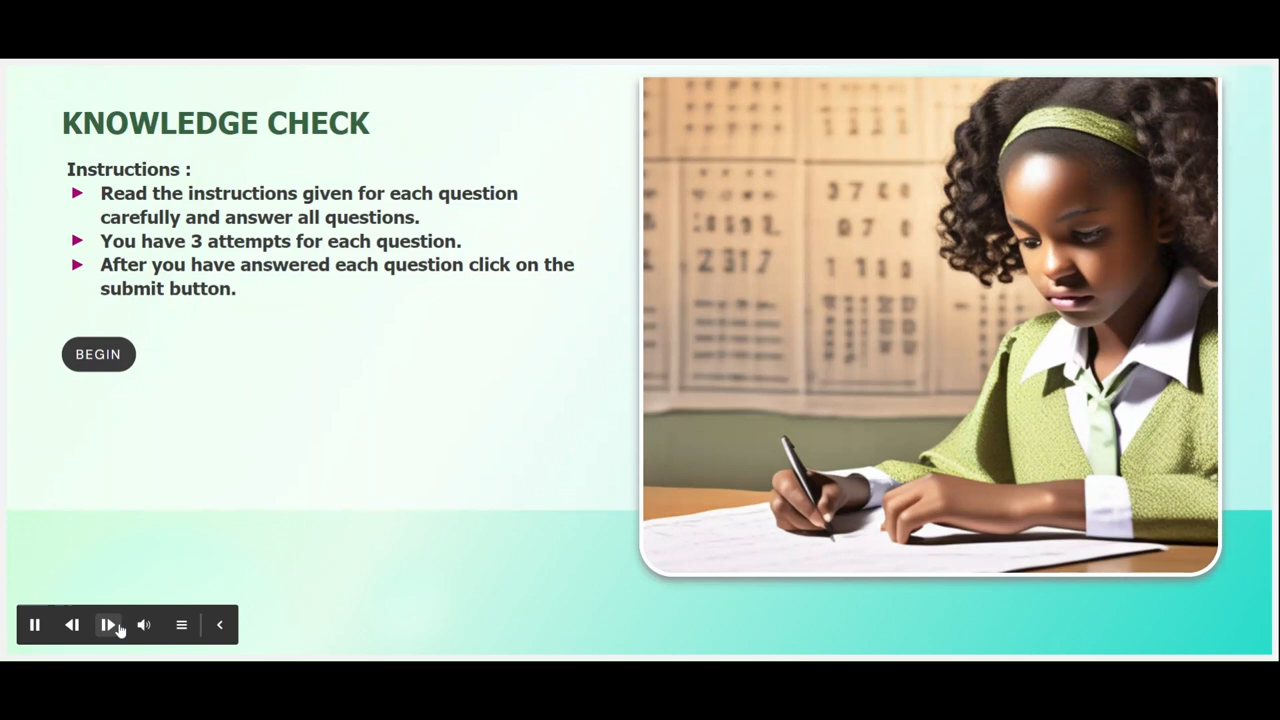 KNOWLEDGE CHECK
Instructions :
Read the instructions given for each question
carefully and answer all questions.
You have 3 attempts for each question.
After you have answered each question click on the
submit button.
BEGIN